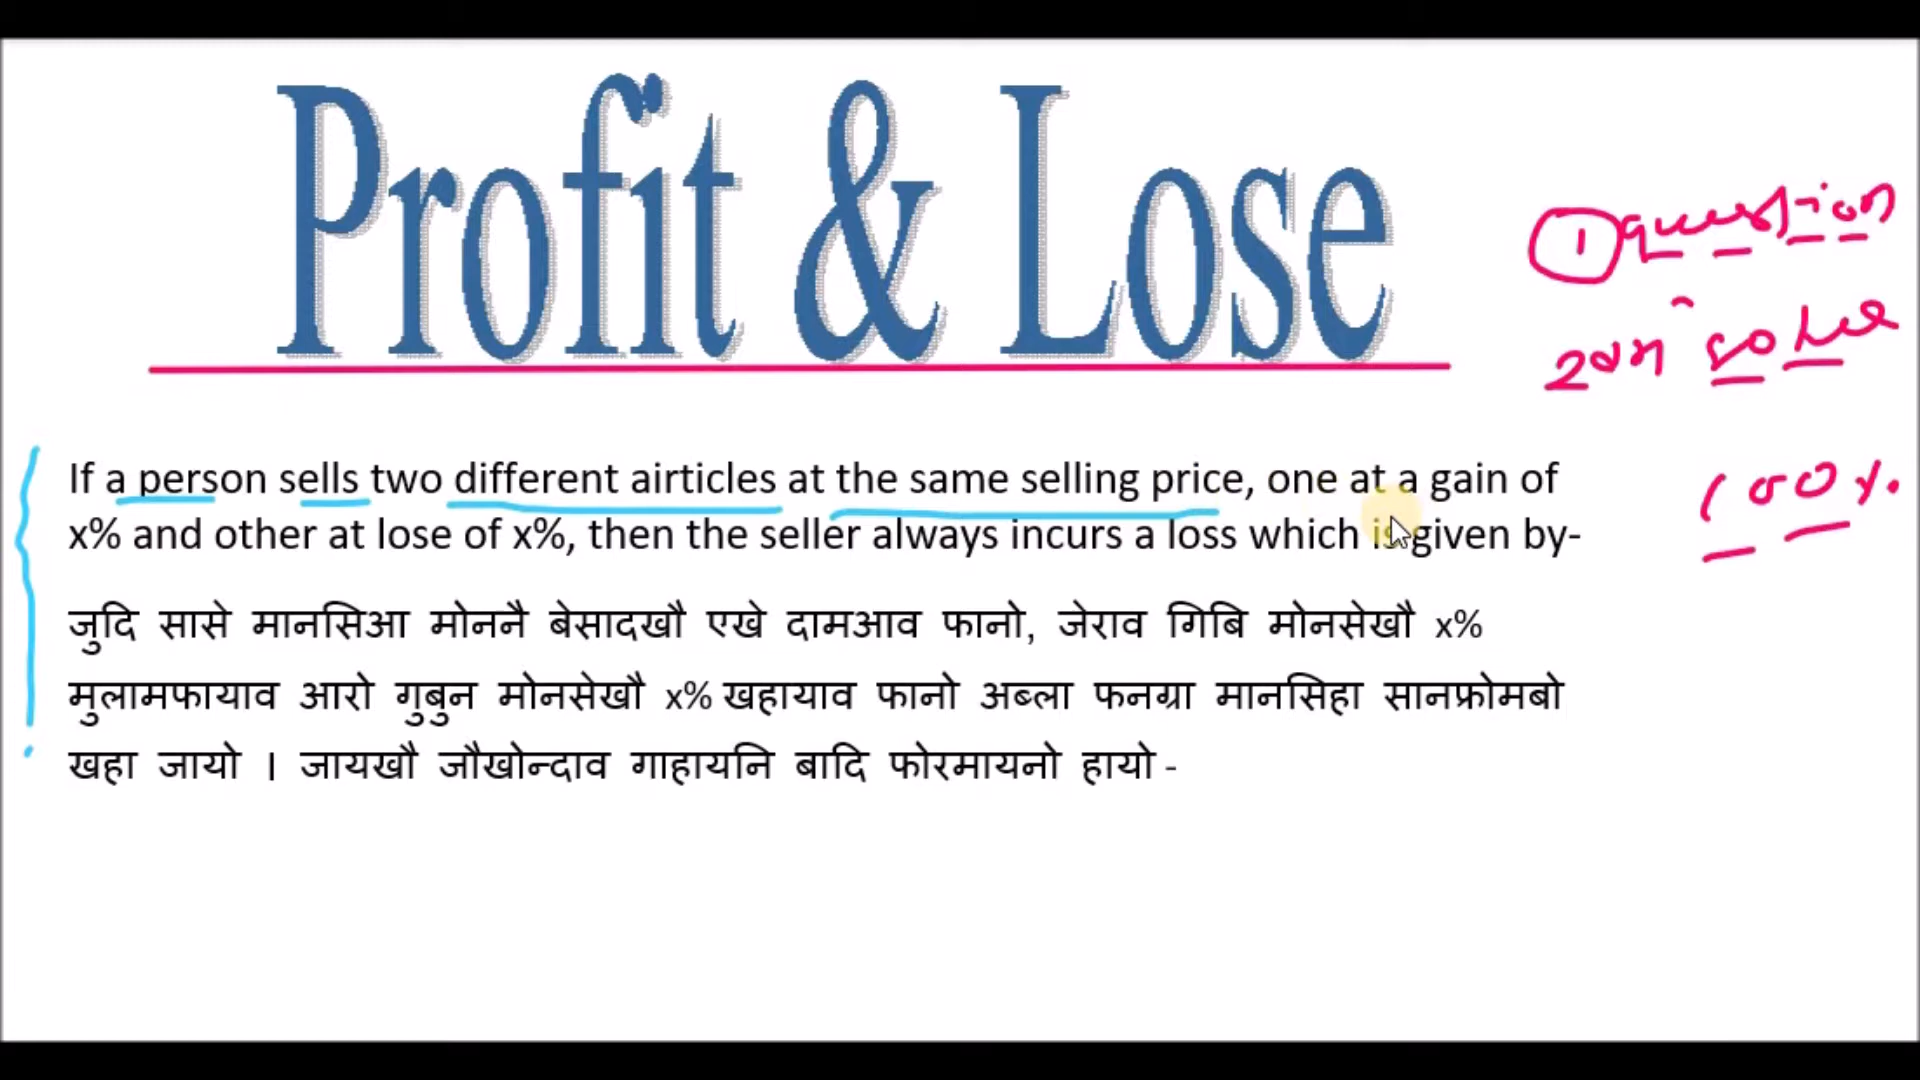 Profit & Lose
1 question
solve
100%
If a person sells two different airticles at the same selling price, one at a gain of
x% and other at lose of x%, then the seller always incurs a loss which is given by-
जुदि सासे मानसिआ मोननै बेसादखौ एखे दामआव फानो, जेराव गिबि मोनसेखौ x%
मुलामफायाव आरो गुबुन मोनसेखौ x% खहायाव फानो अब्ला फनग्रा मानसिहा सानफ्रोमबो
खहा जायो । जायखौ जौखोन्दाव गाहायनि बादि फोरमायनो हायो -